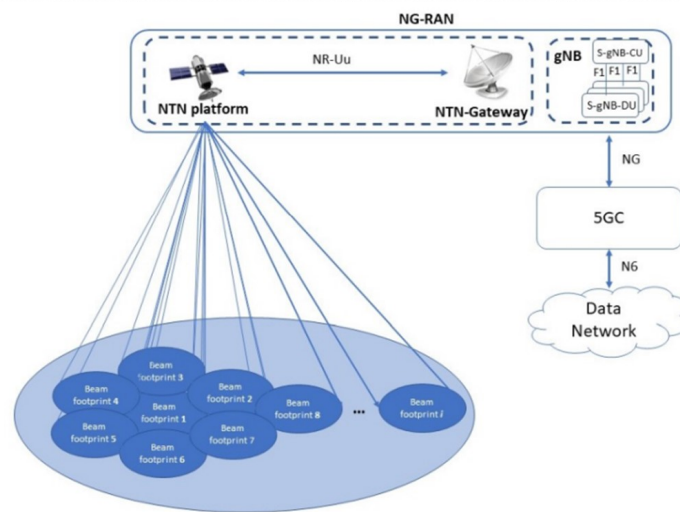 NG-RAN
NR-Uu
NTN platform
NTN-Gateway
gNB
S-gNB-CU
F1 F1 F1
S-gNB-DU
NG
5GC
N6
Data
Network
Beam
footprint 3
Beam
footprint 4
Beam
footprint 2
Beam
footprint 1
Beam
footprint 8
...
Beam
footprint i
Beam
footprint 5
Beam
footprint 7
Beam
footprint 6